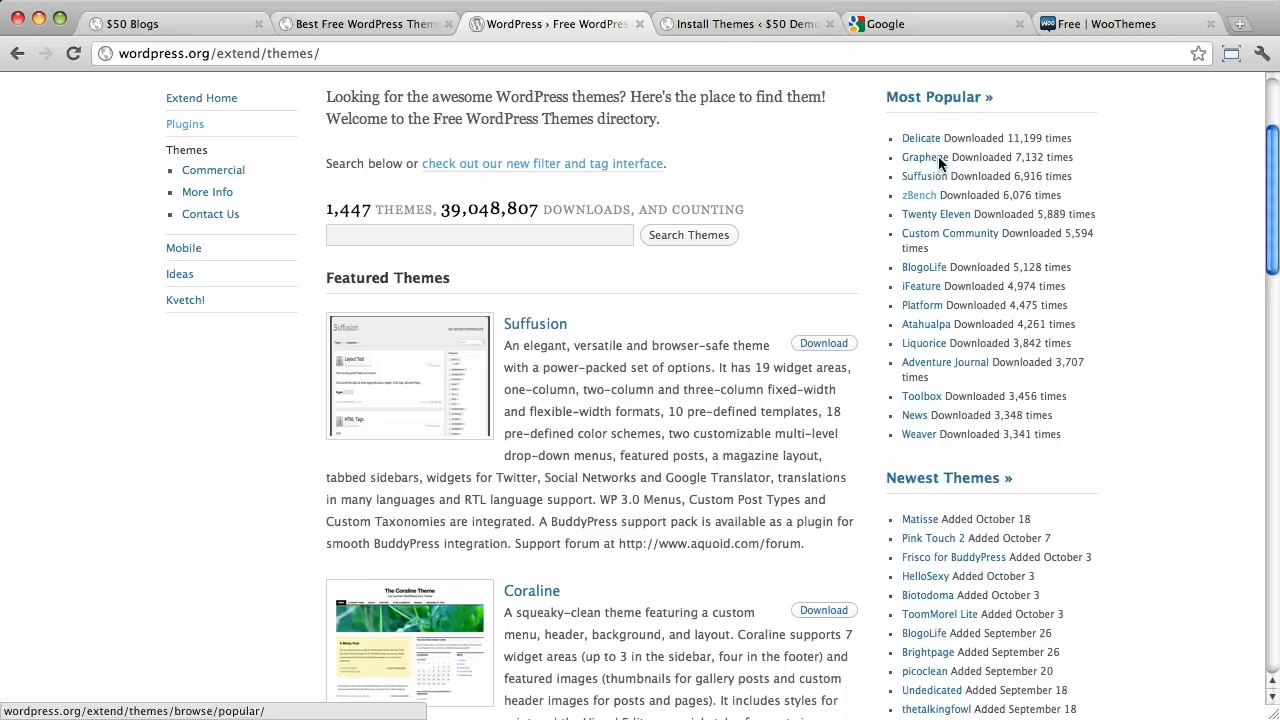 $50 Blogs
Best Free WordPress Them
WordPress › Free WordPres
Install Themes ‹ $50 Demo
Google
Free | WooThemes
wordpress.org/extend/themes/
Extend Home
Plugins
Themes
Commercial
More Info
Contact Us
Mobile
Ideas
Kvetch!
Looking for the awesome WordPress themes? Here's the place to find them!
Welcome to the Free WordPress Themes directory.
Search below or check out our new filter and tag interface.
1,447 THEMES, 39,048,807 DOWNLOADS, AND COUNTING
Search Themes
Featured Themes
Suffusion
Suffusion
Download
An elegant, versatile and browser-safe theme
with a power-packed set of options. It has 19 widget areas,
one-column, two-column and three-column fixed-width
and flexible-width formats, 10 pre-defined templates, 18
pre-defined color schemes, two customizable multi-level
drop-down menus, featured posts, a magazine layout,
tabbed sidebars, widgets for Twitter, Social Networks and Google Translator, translations
in many languages and RTL language support. WP 3.0 Menus, Custom Post Types and
Custom Taxonomies are integrated. A BuddyPress support pack is available as a plugin for
smooth BuddyPress integration. Support forum at http://www.aquoid.com/forum.
Layout Test
HTML Tags
The Coraline Theme
Coraline
Download
A squeaky-clean theme featuring a custom
menu, header, background, and layout. Coraline supports 7
widget areas (up to 3 in the sidebar, four in the footer) and
featured images (thumbnails for gallery posts and custom
header images for posts and pages). It includes styles for
Most Popular »
Delicate Downloaded 11,199 times
Graphene Downloaded 7,132 times
Suffusion Downloaded 6,916 times
zBench Downloaded 6,076 times
Twenty Eleven Downloaded 5,889 times
Custom Community Downloaded 5,594
times
BlogoLife Downloaded 5,128 times
iFeature Downloaded 4,974 times
Platform Downloaded 4,475 times
Atahualpa Downloaded 4,261 times
Liquorice Downloaded 3,842 times
Adventure Journal Downloaded 3,707
times
Toolbox Downloaded 3,456 times
News Downloaded 3,348 times
Weaver Downloaded 3,341 times
Newest Themes »
Matisse Added October 18
Pink Touch 2 Added October 7
Frisco for BuddyPress Added October 3
HelloSexy Added October 3
Biotodoma Added October 3
ToomMorel Lite Added October 3
BlogoLife Added September 28
Brightpage Added September 26
picoclean Added September 26
Undedicated Added September 18
thetalkingfowl Added September 18
wordpress.org/extend/themes/browse/popular/